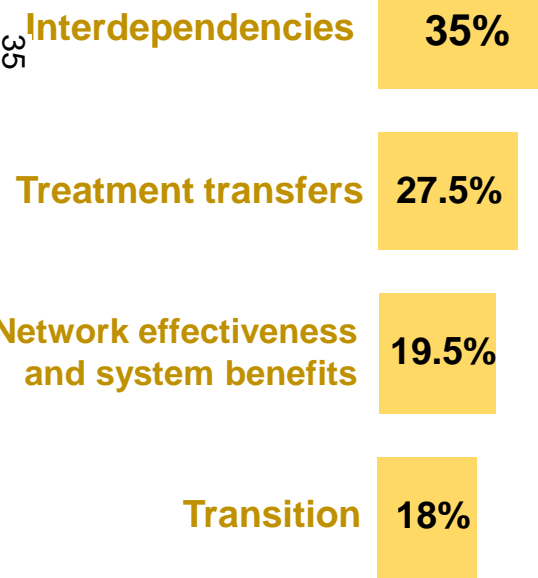 Interdependencies
35%
35
Treatment transfers
27.5%
Network effectiveness
and system benefits
19.5%
Transition
18%